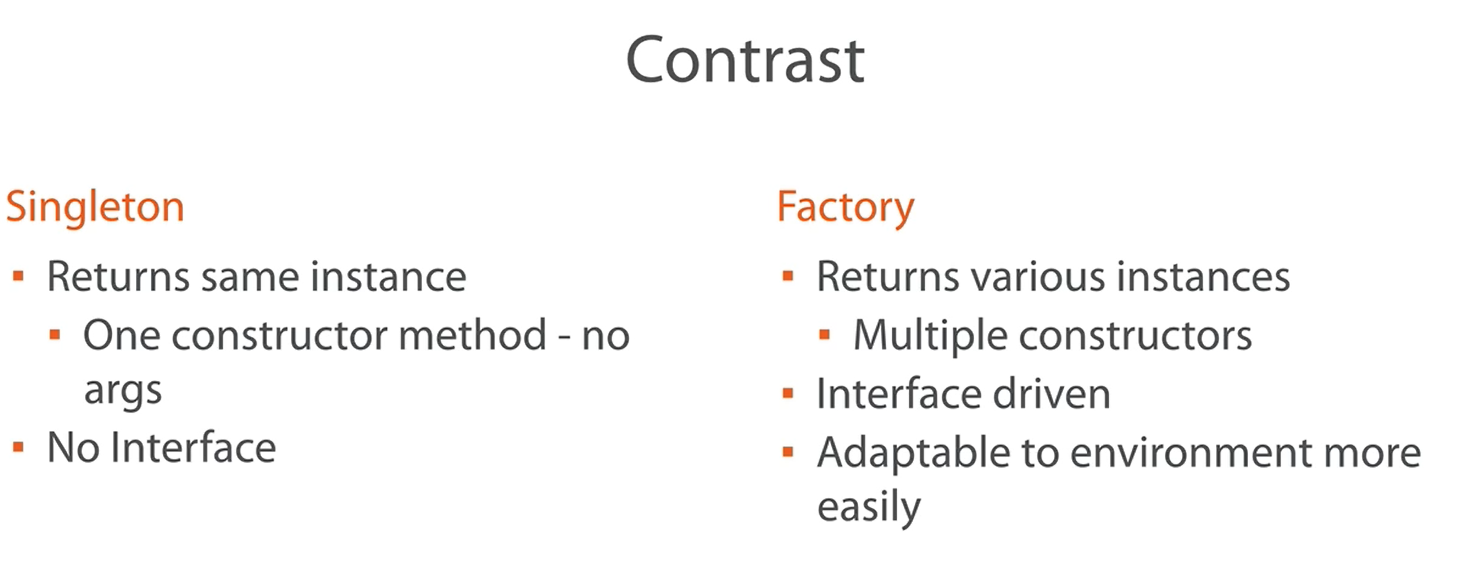 Contrast
Singleton
▪ Returns same instance
▪ One constructor method - no
args
▪ No Interface
Factory
▪ Returns various instances
▪ Multiple constructors
▪ Interface driven
▪ Adaptable to environment more
easily